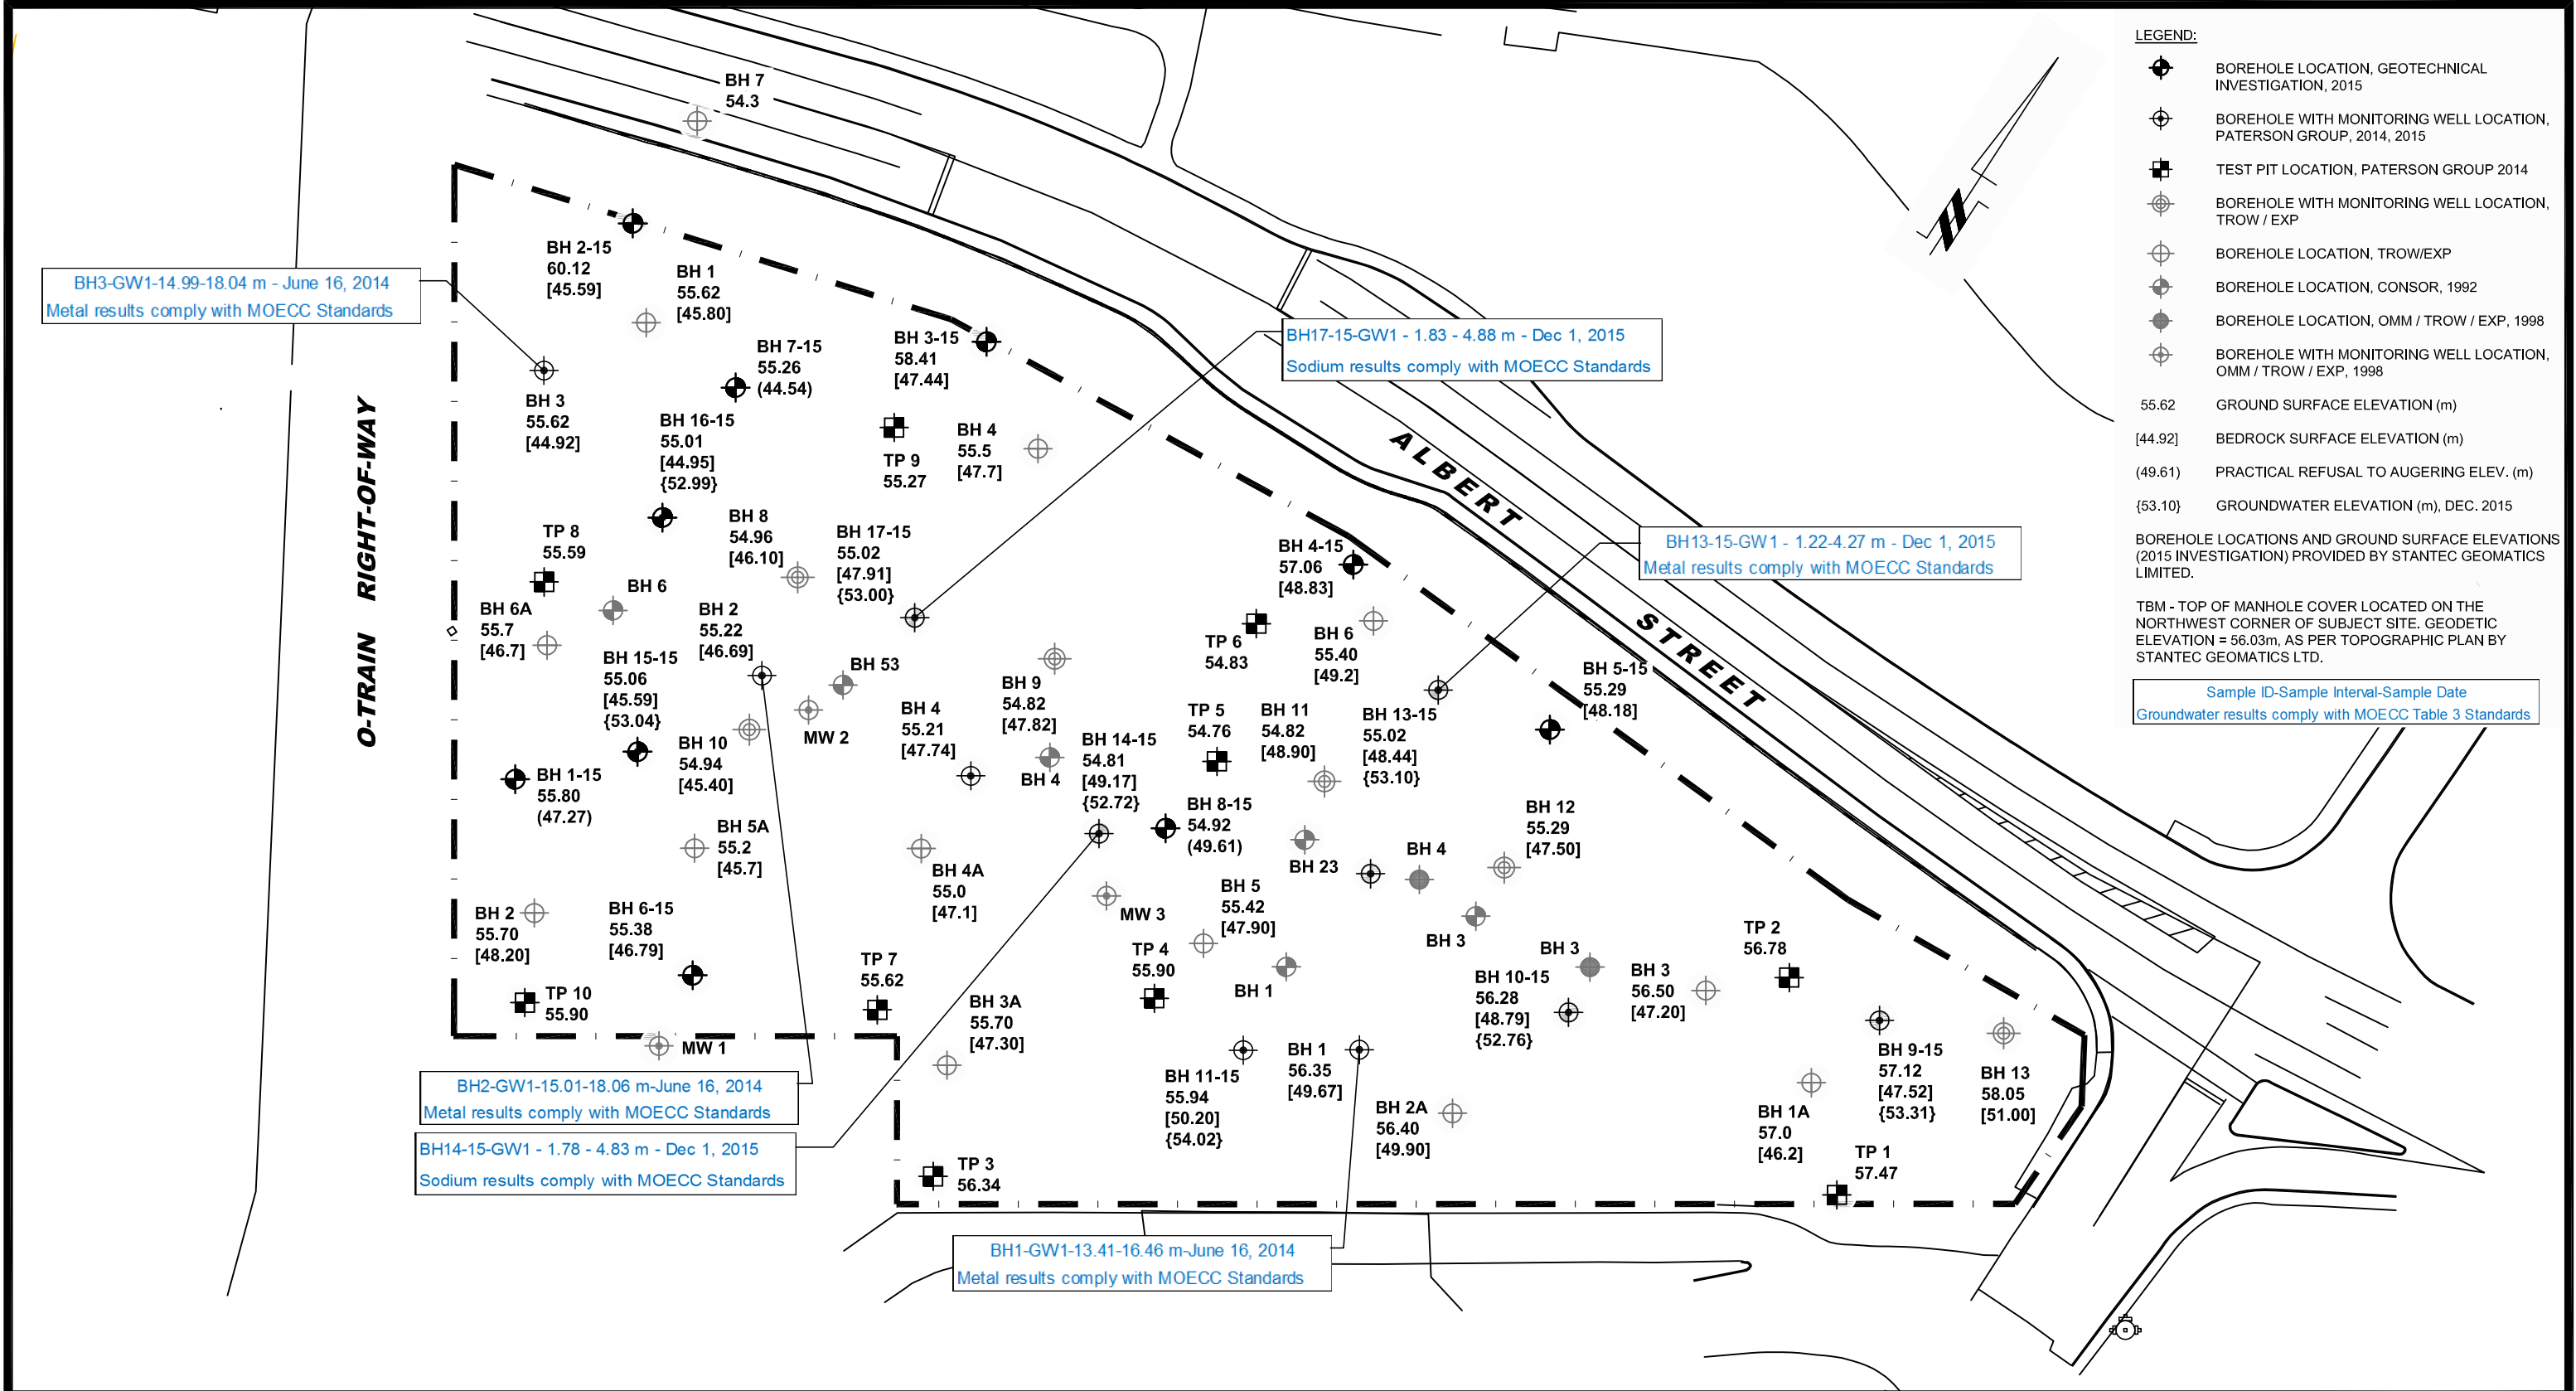 BH 7
54.3
BH 2-15
60.12
[45.59]
BH 1
55.62
[45.80]
BH3-GW1-14.99-18.04 m - June 16, 2014
Metal results comply with MOECC Standards
BH 3
55.62
[44.92]
BH 7-15
55.26
(44.54)
BH 3-15
58.41
[47.44]
BH 16-15
55.01
[44.95]
{52.99}
TP 9
55.27
BH 4
55.5
[47.7]
BH17-15-GW1 - 1.83 - 4.88 m - Dec 1, 2015
Sodium results comply with MOECC Standards
O-TRAIN RIGHT-OF-WAY
ALBERT STREET
TP 8
55.59
BH 8
54.96
[46.10]
BH 17-15
55.02
[47.91]
{53.00}
BH 6
BH 6A
55.7
[46.7]
BH 2
55.22
[46.69]
BH 15-15
55.06
[45.59]
{53.04}
BH 53
MW 2
BH 10
54.94
[45.40]
BH 1-15
55.80
(47.27)
BH 5A
55.2
[45.7]
BH 4
55.21
[47.74]
BH 9
54.82
[47.82]
BH 4
BH 14-15
54.81
[49.17]
{52.72}
BH 4-15
57.06
[48.83]
TP 6
54.83
BH 6
55.40
[49.2]
BH13-15-GW1 - 1.22-4.27 m - Dec 1, 2015
Metal results comply with MOECC Standards
BH 5-15
55.29
[48.18]
TP 5
54.76
BH 11
54.82
[48.90]
BH 13-15
55.02
[48.44]
{53.10}
BH 8-15
54.92
(49.61)
BH 23
BH 4
BH 12
55.29
[47.50]
BH 3
BH 4A
55.0
[47.1]
MW 3
BH 5
55.42
[47.90]
BH 2
55.70
[48.20]
BH 6-15
55.38
[46.79]
TP 10
55.90
MW 1
TP 7
55.62
TP 4
55.90
BH 1
BH 3A
55.70
[47.30]
BH 10-15
56.28
[48.79]
{52.76}
BH 3
BH 3
56.50
[47.20]
TP 2
56.78
BH 11-15
55.94
[50.20]
{54.02}
BH 1
56.35
[49.67]
BH 2A
56.40
[49.90]
BH 1A
57.0
[46.2]
BH 9-15
57.12
[47.52]
{53.31}
BH 13
58.05
[51.00]
TP 1
57.47
TP 3
56.34
BH2-GW1-15.01-18.06 m-June 16, 2014
Metal results comply with MOECC Standards
BH14-15-GW1 - 1.78 - 4.83 m - Dec 1, 2015
Sodium results comply with MOECC Standards
BH1-GW1-13.41-16.46 m-June 16, 2014
Metal results comply with MOECC Standards
LEGEND:
BOREHOLE LOCATION, GEOTECHNICAL
INVESTIGATION, 2015
BOREHOLE WITH MONITORING WELL LOCATION,
PATERSON GROUP, 2014, 2015
TEST PIT LOCATION, PATERSON GROUP 2014
BOREHOLE WITH MONITORING WELL LOCATION,
TROW / EXP
BOREHOLE LOCATION, TROW/EXP
BOREHOLE LOCATION, CONSOR, 1992
BOREHOLE LOCATION, OMM / TROW / EXP, 1998
BOREHOLE WITH MONITORING WELL LOCATION,
OMM / TROW / EXP, 1998
55.62 GROUND SURFACE ELEVATION (m)
[44.92] BEDROCK SURFACE ELEVATION (m)
(49.61) PRACTICAL REFUSAL TO AUGERING ELEV. (m)
{53.10} GROUNDWATER ELEVATION (m), DEC. 2015
BOREHOLE LOCATIONS AND GROUND SURFACE ELEVATIONS
(2015 INVESTIGATION) PROVIDED BY STANTEC GEOMATICS
LIMITED.
TBM - TOP OF MANHOLE COVER LOCATED ON THE
NORTHWEST CORNER OF SUBJECT SITE. GEODETIC
ELEVATION = 56.03m, AS PER TOPOGRAPHIC PLAN BY
STANTEC GEOMATICS LTD.
Sample ID-Sample Interval-Sample Date
Groundwater results comply with MOECC Table 3 Standards